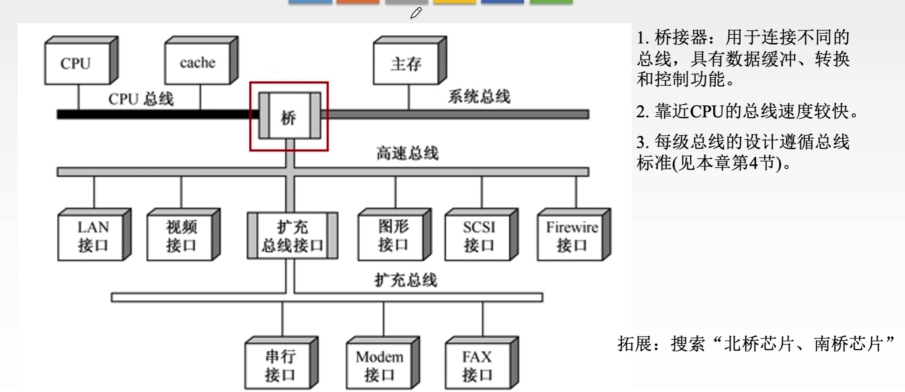 CPU
cache
主存
CPU 总线
桥
系统总线
高速总线
LAN
接口
视频
接口
扩充
总线接口
图形
接口
SCSI
接口
Firewire
接口
扩充总线
串行
接口
Modem
接口
FAX
接口
1. 桥接器：用于连接不同的
总线，具有数据缓冲、转换
和控制功能。
2. 靠近CPU的总线速度较快。
3. 每级总线的设计遵循总线
标准(见本章第4节)。
拓展：搜索“北桥芯片、南桥芯片”